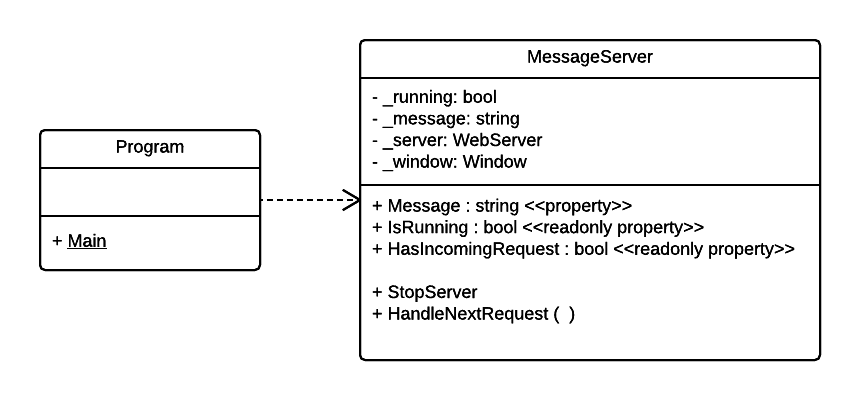 Program
+ Main
MessageServer
- _running: bool
- _message: string
- _server: WebServer
- _window: Window
+ Message : string <<property>>
+ IsRunning : bool <<readonly property>>
+ HasIncomingRequest : bool <<readonly property>>
+ StopServer
+ HandleNextRequest (  )